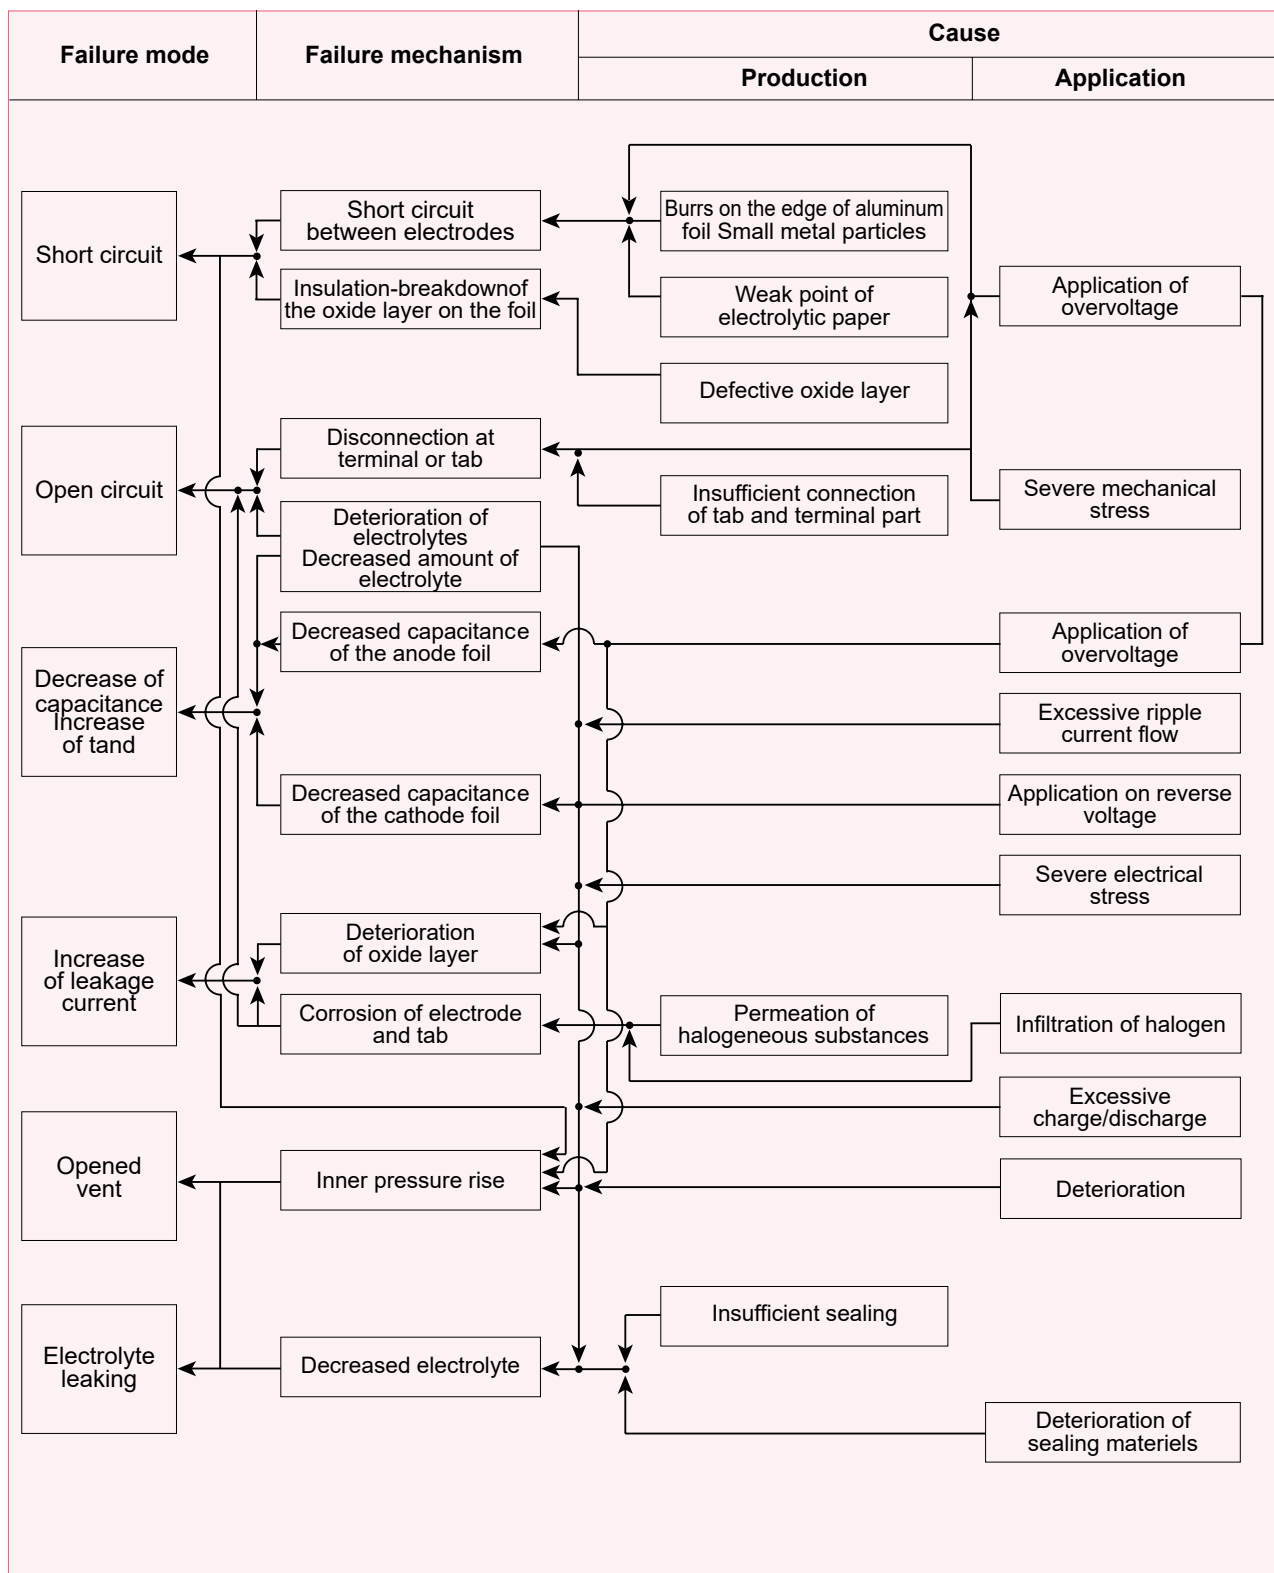 Failure mode
Failure mechanism
Cause
Production
Application
Short circuit
Short circuit
between electrodes
Insulation-breakdownof
the oxide layer on the foil
Burrs on the edge of aluminum
foil Small metal particles
Weak point of
electrolytic paper
Defective oxide layer
Application of
overvoltage
Open circuit
Disconnection at
terminal or tab
Insufficient connection
of tab and terminal part
Severe mechanical
stress
Deterioration of
electrolytes
Decreased amount of
electrolyte
Decreased capacitance
of the anode foil
Application of
overvoltage
Decrease of
capacitance
Increase
of tand
Excessive ripple
current flow
Decreased capacitance
of the cathode foil
Application on reverse
voltage
Severe electrical
stress
Increase
of leakage
current
Deterioration
of oxide layer
Corrosion of electrode
and tab
Permeation of
halogeneous substances
Infiltration of halogen
Excessive
charge/discharge
Opened
vent
Inner pressure rise
Deterioration
Insufficient sealing
Electrolyte
leaking
Decreased electrolyte
Deterioration of
sealing materiels